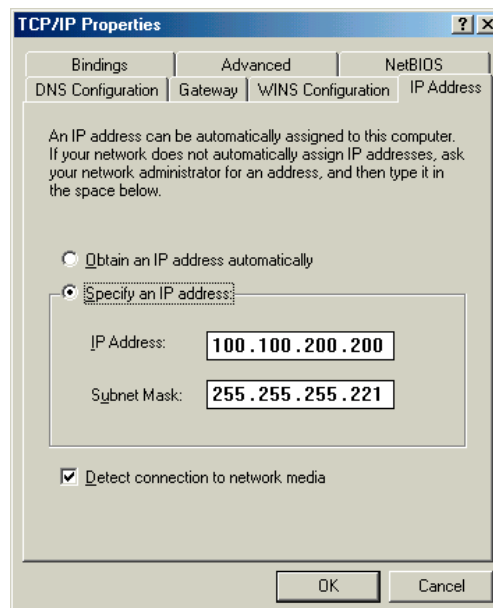 TCP/IP Properties
? X
Bindings Advanced NetBIOS
DNS Configuration Gateway WINS Configuration IP Address
An IP address can be automatically assigned to this computer.
If your network does not automatically assign IP addresses, ask
your network administrator for an address, and then type it in
the space below.
Obtain an IP address automatically
Specify an IP address:
IP Address: 100.100.200.200
Subnet Mask: 255.255.255.221
Detect connection to network media
OK Cancel